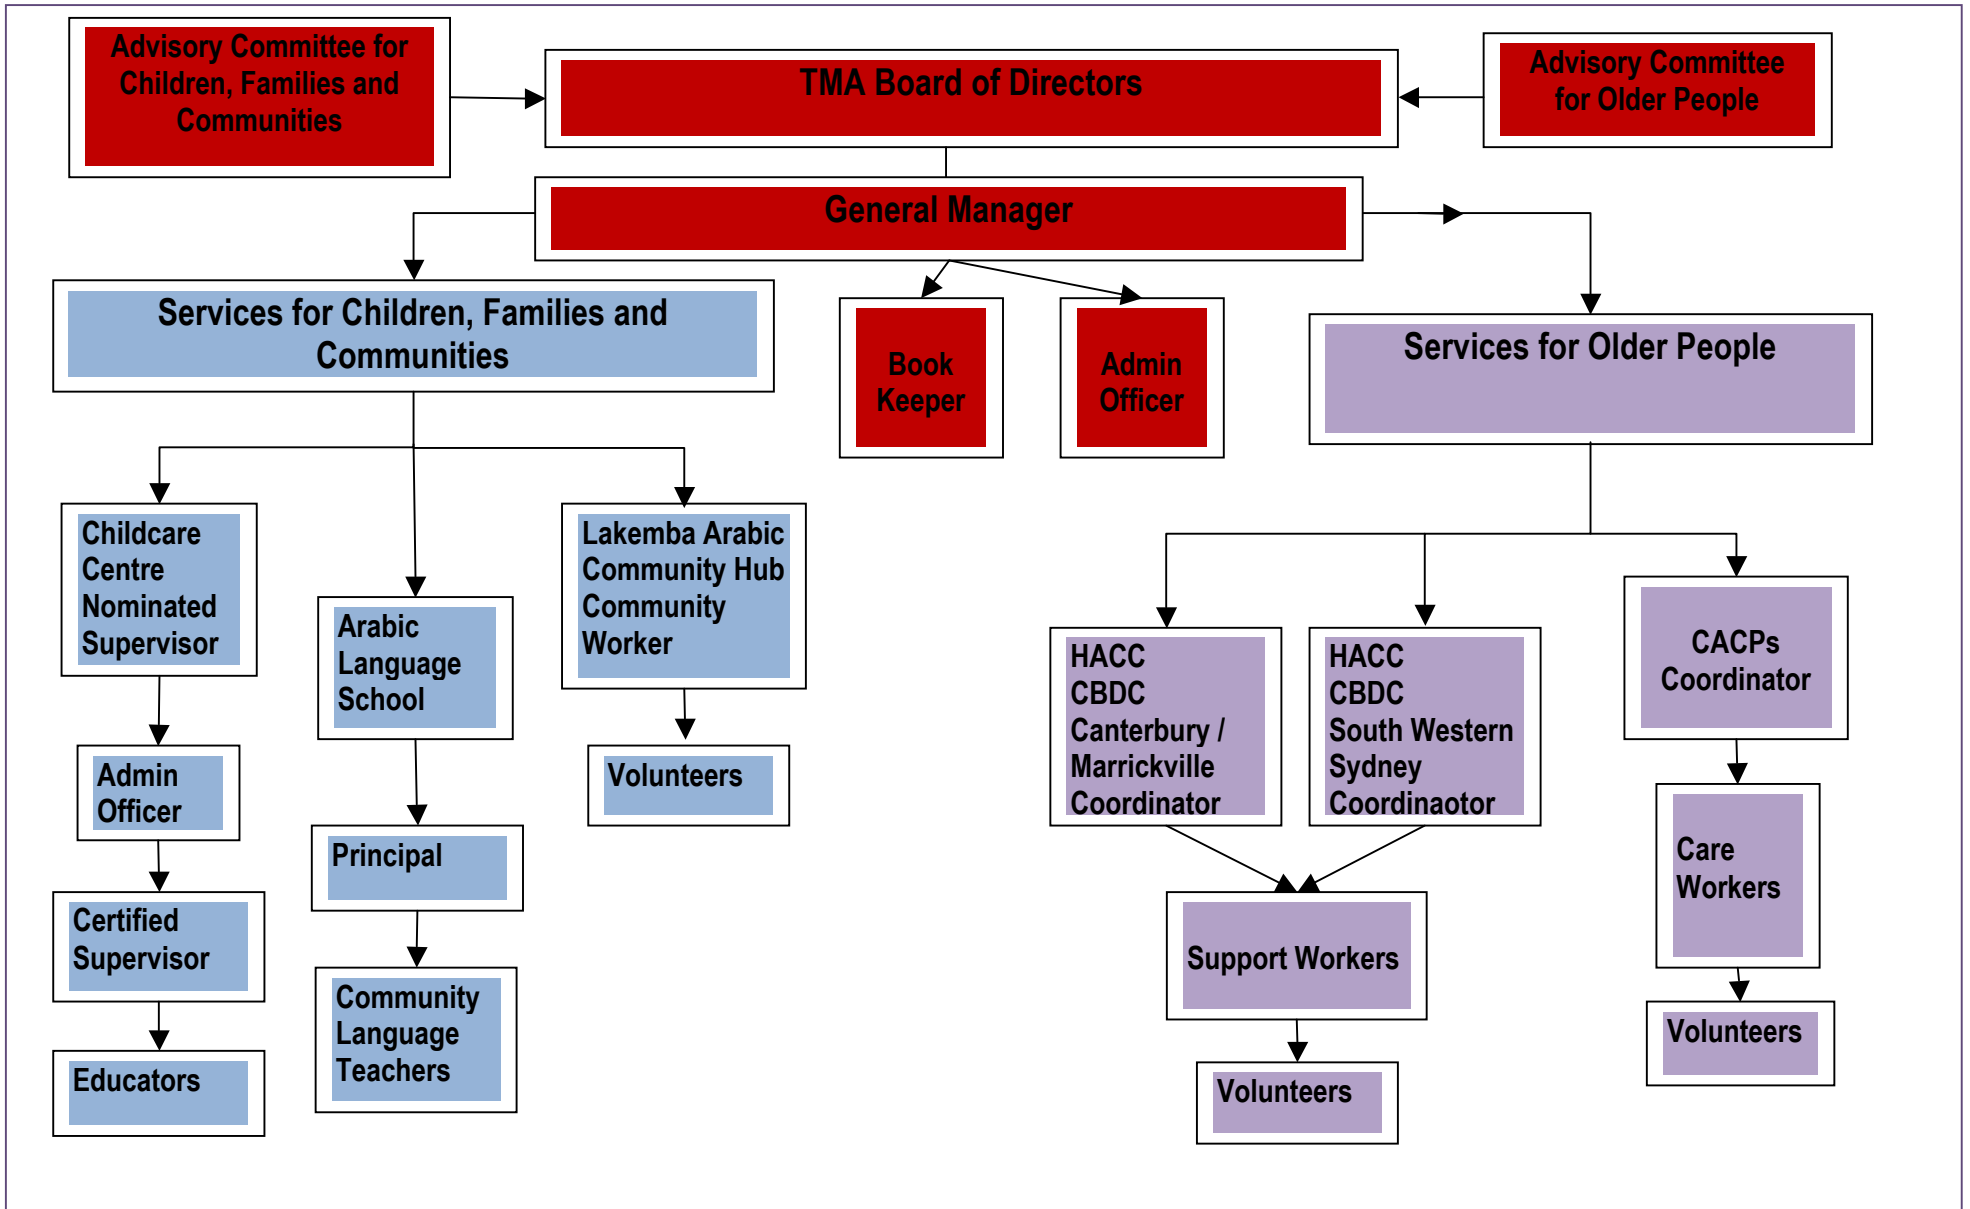 Advisory Committee for
Children, Families and
Communities
TMA Board of Directors
Advisory Committee
for Older People
General Manager
Services for Children, Families and
Communities
Book
Keeper
Admin
Officer
Services for Older People
Childcare
Centre
Nominated
Supervisor
Arabic
Language
School
Lakemba Arabic
Community Hub
Community
Worker
HACC
CBDC
Canterbury /
Marrickville
Coordinator
HACC
CBDC
South Western
Sydney
Coordinaotor
CACPs
Coordinator
Admin
Officer
Principal
Volunteers
Care
Workers
Certified
Supervisor
Community
Language
Teachers
Support Workers
Volunteers
Educators
Volunteers